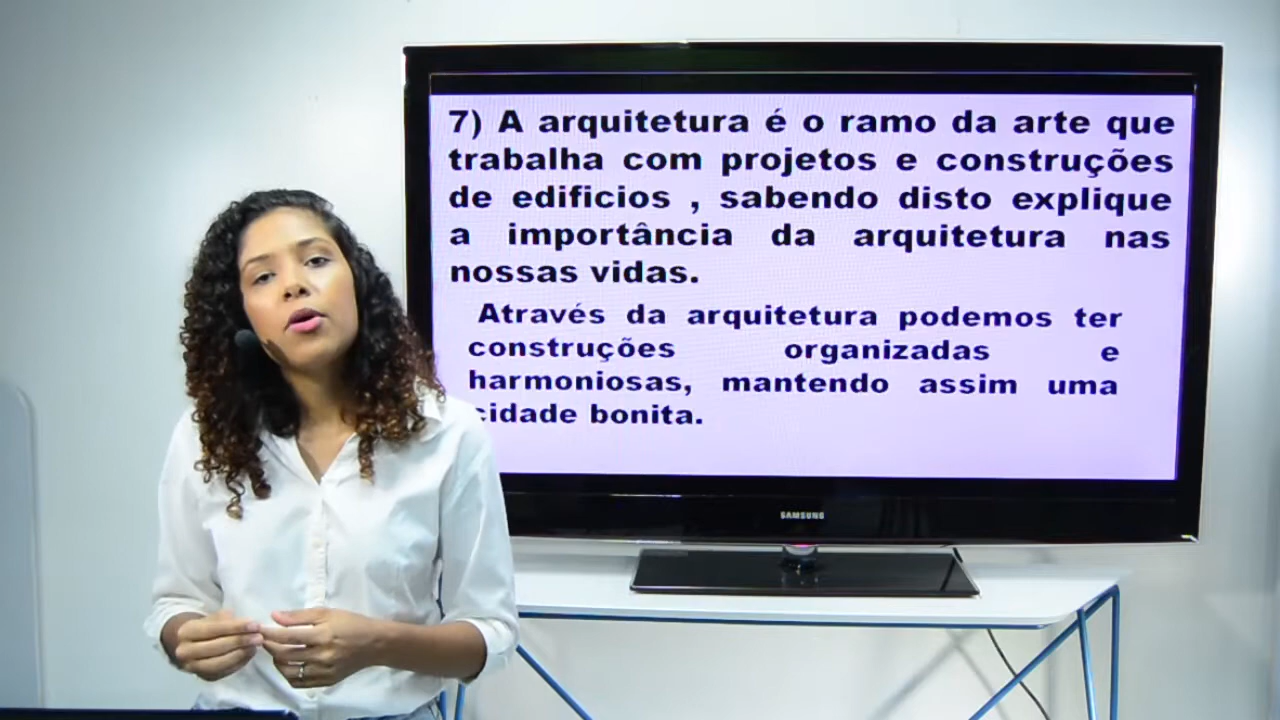 7) A arquitetura é o ramo da arte que
trabalha com projetos e construções
de edificios , sabendo disto explique
a importância da arquitetura nas
nossas vidas.
Através da arquitetura podemos ter
construções organizadas e
harmoniosas, mantendo assim uma
cidade bonita.
SAMSUNG